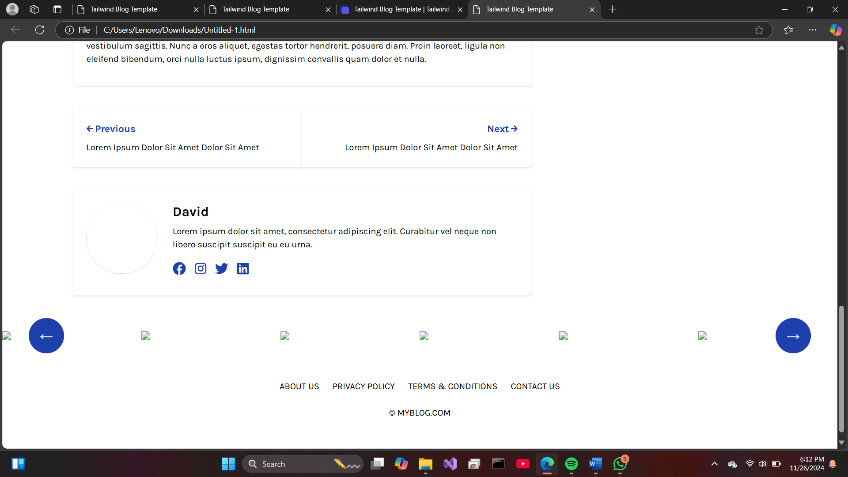 Tailwind Blog Template
Tailwind Blog Template
Tailwind Blog Template | Tailwind
Tailwind Blog Template
File
C:/Users/Lenovo/Downloads/Untitled-1.html
vestibulum sagittis. Nunc a eros aliquet, egestas tortor hendrerit, posuere diam. Proin laoreet, ligula non
eleifend bibendum, orci nulla luctus ipsum, dignissim convallis quam dolor et nulla.
← Previous
Next →
Lorem Ipsum Dolor Sit Amet Dolor Sit Amet
Lorem Ipsum Dolor Sit Amet Dolor Sit Amet
David
Lorem ipsum dolor sit amet, consectetur adipiscing elit. Curabitur vel neque non
libero suscipit suscipit eu eu urna.
← →
ABOUT US PRIVACY POLICY TERMS & CONDITIONS CONTACT US
© MYBLOG.COM
Search
6:12 PM
11/26/2024